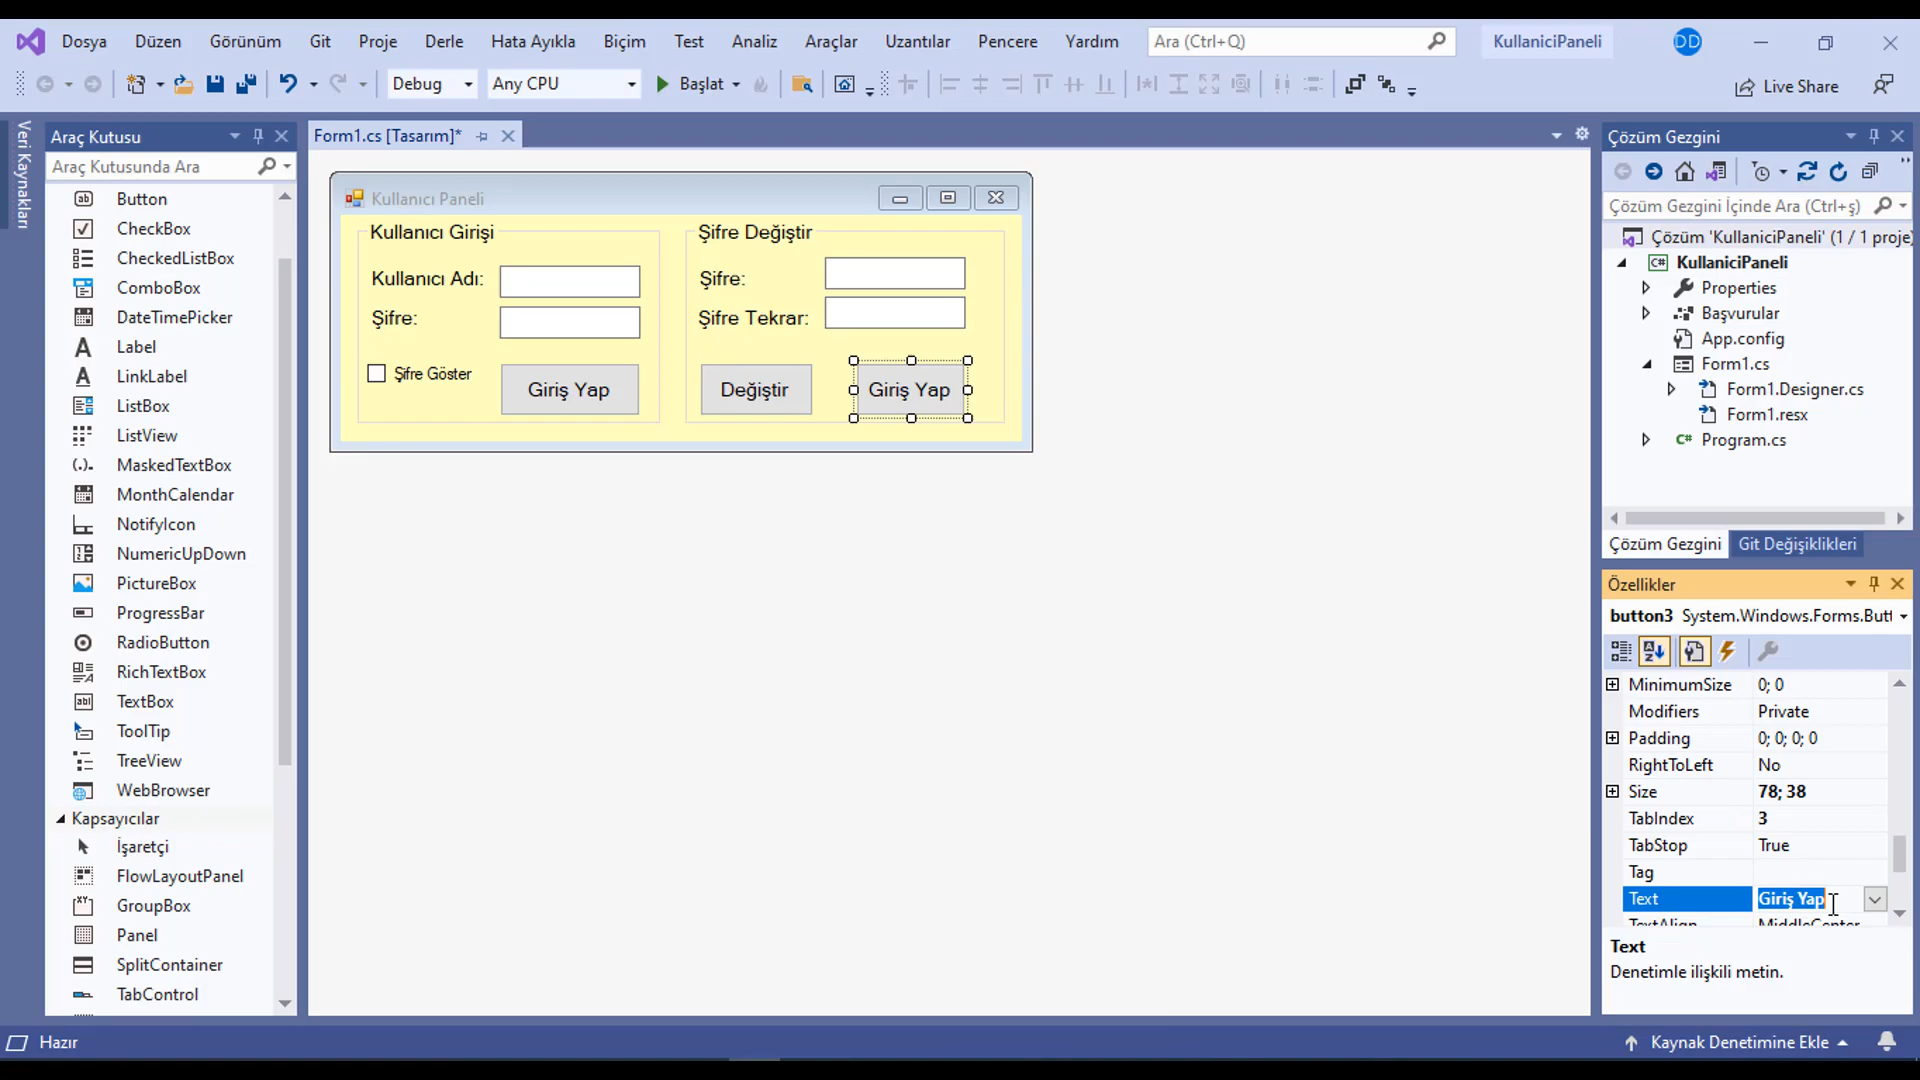 Dosya Düzen Görünüm Git Proje Derle Hata Ayıkla Biçim Test Analiz Araçlar Uzantılar Pencere Yardım Ara (Ctrl+Q) KullaniciPaneli DD
Debug Any CPU Başlat Live Share
Veri Kaynakları
Araç Kutusu
Araç Kutusunda Ara
Button
CheckBox
CheckedListBox
ComboBox
DateTimePicker
Label
LinkLabel
ListBox
ListView
MaskedTextBox
MonthCalendar
NotifyIcon
NumericUpDown
PictureBox
ProgressBar
RadioButton
RichTextBox
TextBox
ToolTip
TreeView
WebBrowser
Kapsayıcılar
İşaretçi
FlowLayoutPanel
GroupBox
Panel
SplitContainer
TabControl
Form1.cs [Tasarım]*
Kullanıcı Paneli
Kullanıcı Girişi
Kullanıcı Adı:
Şifre:
Şifre Göster
Giriş Yap
Şifre Değiştir
Şifre:
Şifre Tekrar:
Değiştir
Giriş Yap
Çözüm Gezgini
Çözüm Gezgini İçinde Ara (Ctrl+ş)
Çözüm 'KullaniciPaneli' (1 / 1 proje)
KullaniciPaneli
Properties
Başvurular
App.config
Form1.cs
Form1.Designer.cs
Form1.resx
Program.cs
Çözüm Gezgini Git Değişiklikleri
Özellikler
button3 System.Windows.Forms.Butt
MinimumSize 0; 0
Modifiers Private
Padding 0; 0; 0; 0
RightToLeft No
Size 78; 38
TabIndex 3
TabStop True
Tag
Text Giriş Yap
TextAlign MiddleCenter
Text
Denetimle ilişkili metin.
Hazır
Kaynak Denetimine Ekle